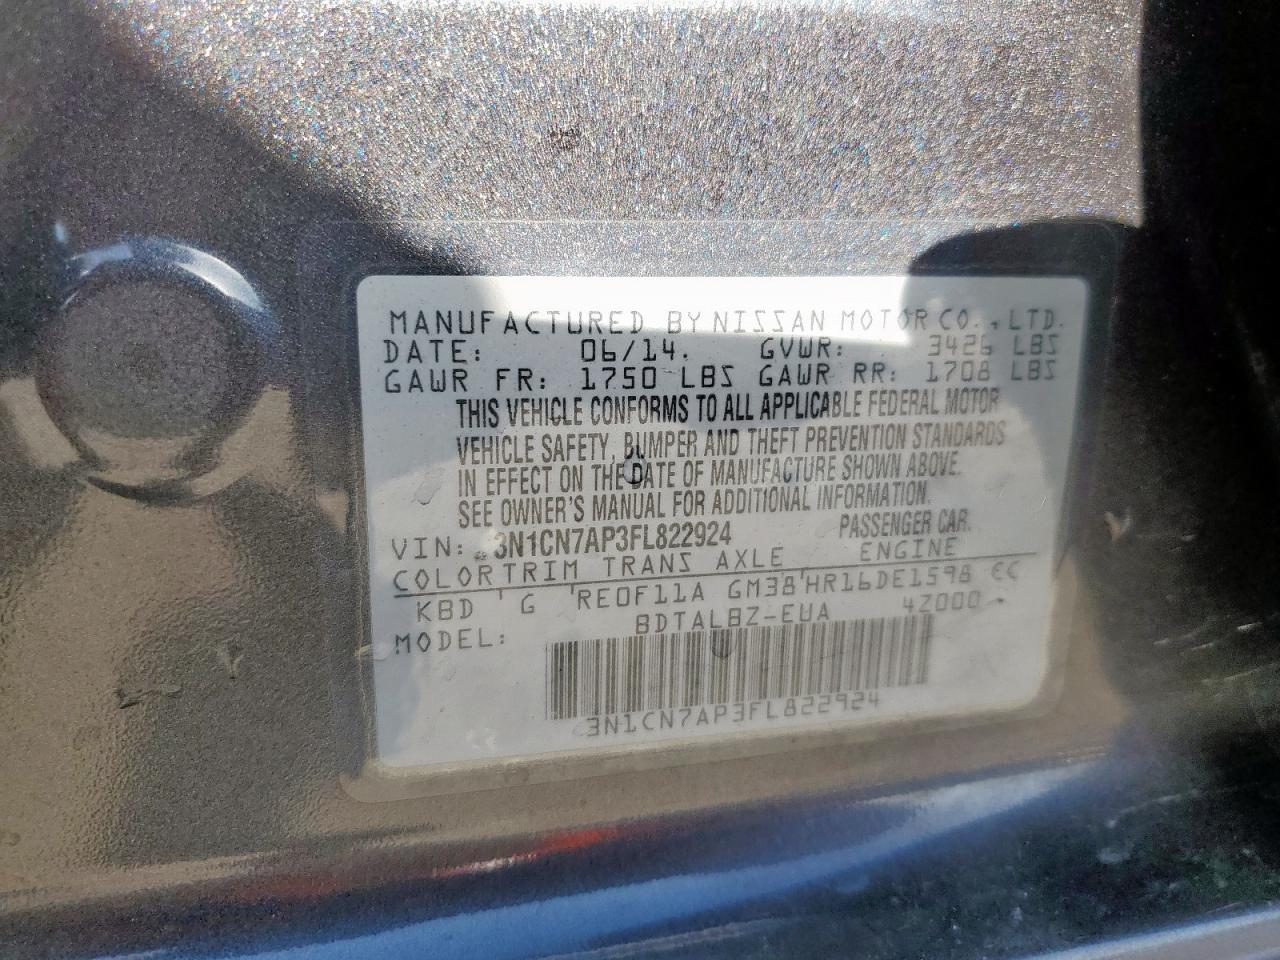 MANUFACTURED BY NISSAN MOTOR CO., LTD.
DATE: 06/14. GVWR: 3426 LBS
GAWR FR: 1750 LBS GAWR RR: 1708 LBS
THIS VEHICLE CONFORMS TO ALL APPLICABLE FEDERAL MOTOR
VEHICLE SAFETY, BUMPER AND THEFT PREVENTION STANDARDS
IN EFFECT ON THE DATE OF MANUFACTURE SHOWN ABOVE.
SEE OWNER'S MANUAL FOR ADDITIONAL INFORMATION.
VIN: 3N1CN7AP3FL822924 PASSENGER CAR.
COLOR TRIM TRANS AXLE ENGINE
KBD G RE0F11A GM38 HR16DE1598 CC
MODEL: BDTALBZ-EUA 4Z000
3N1CN7AP3FL822924